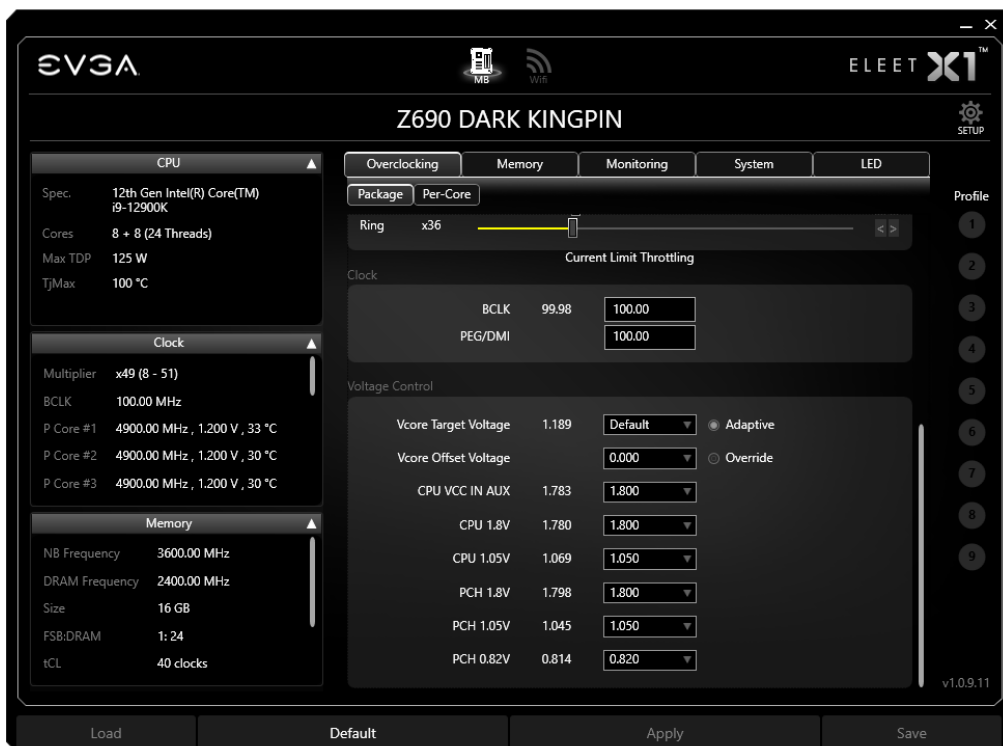 EVGA
MB
Wifi
ELEET X1™
Z690 DARK KINGPIN
SETUP
CPU
Spec. 12th Gen Intel(R) Core(TM)
i9-12900K
Cores 8 + 8 (24 Threads)
Max TDP 125 W
TjMax 100 °C
Clock
Multiplier x49 (8 - 51)
BCLK 100.00 MHz
P Core #1 4900.00 MHz , 1.200 V , 33 °C
P Core #2 4900.00 MHz , 1.200 V , 30 °C
P Core #3 4900.00 MHz , 1.200 V , 30 °C
Memory
NB Frequency 3600.00 MHz
DRAM Frequency 2400.00 MHz
Size 16 GB
FSB:DRAM 1: 24
tCL 40 clocks
Overclocking Memory Monitoring System LED
Package Per-Core
Ring x36 < >
Current Limit Throttling
Clock
BCLK 99.98 100.00
PEG/DMI 100.00
Voltage Control
Vcore Target Voltage 1.189 Default Adaptive
Vcore Offset Voltage 0.000 Override
CPU VCC IN AUX 1.783 1.800
CPU 1.8V 1.780 1.800
CPU 1.05V 1.069 1.050
PCH 1.8V 1.798 1.800
PCH 1.05V 1.045 1.050
PCH 0.82V 0.814 0.820
Profile
1
2
3
4
5
6
7
8
9
v1.0.9.11
Load Default Apply Save